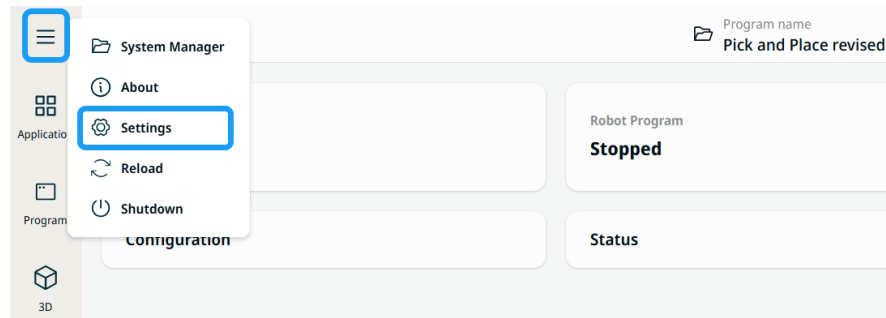 System Manager
About
Settings
Reload
Shutdown
Program name
Pick and Place revised
Applicatio
Program
3D
Robot Program
Stopped
Configuration
Status